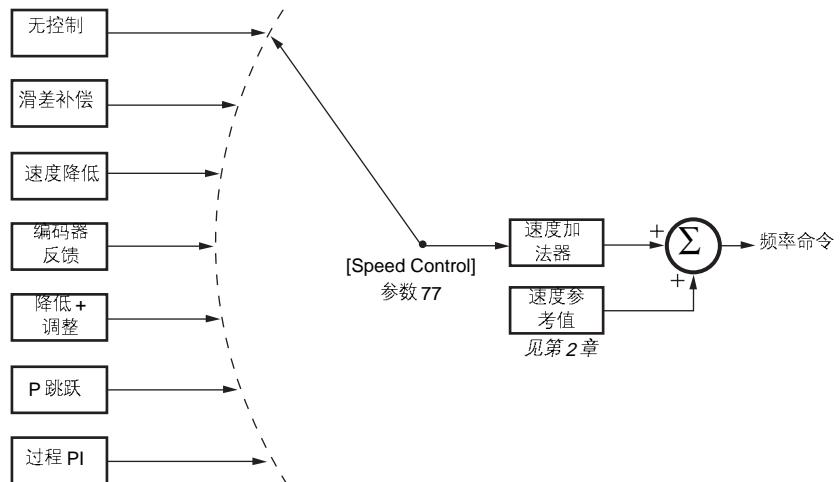 无控制
滑差补偿
速度降低
编码器
反馈
降低 +
调整
P 跳跃
过程 PI
[Speed Control]
参数 77
速度加
法器
速度参
考值
见第 2 章
+
+
Σ
频率命令